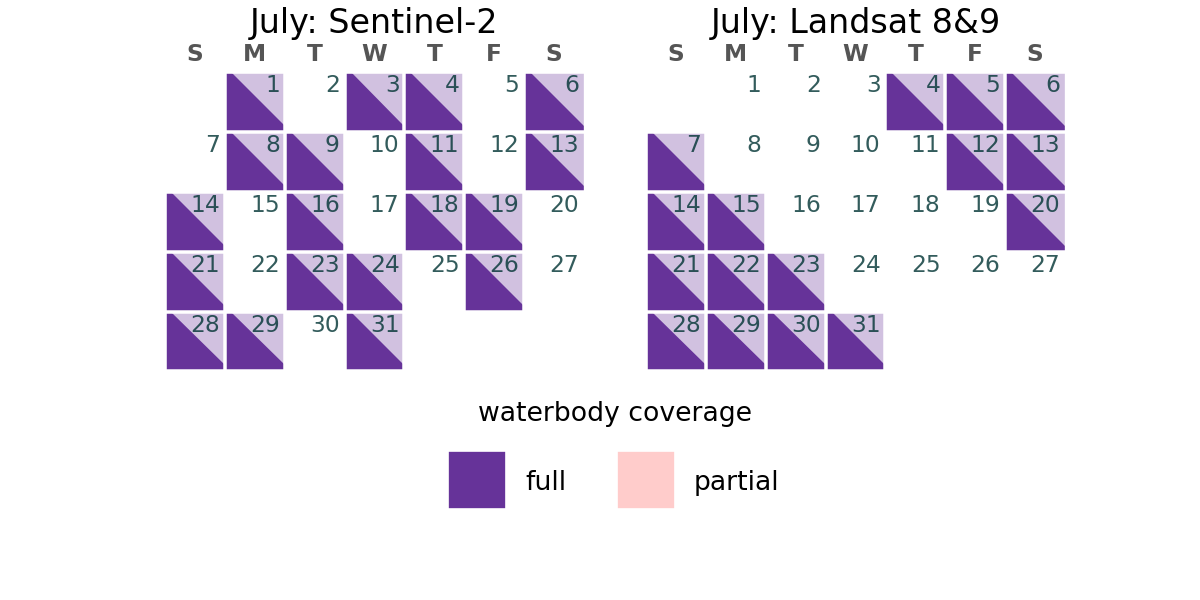 July: Sentinel-2
S M T W T F S
1 2 3 4 5 6
7 8 9 10 11 12 13
14 15 16 17 18 19 20
21 22 23 24 25 26 27
28 29 30 31
July: Landsat 8&9
S M T W T F S
1 2 3 4 5 6
7 8 9 10 11 12 13
14 15 16 17 18 19 20
21 22 23 24 25 26 27
28 29 30 31
waterbody coverage
full partial